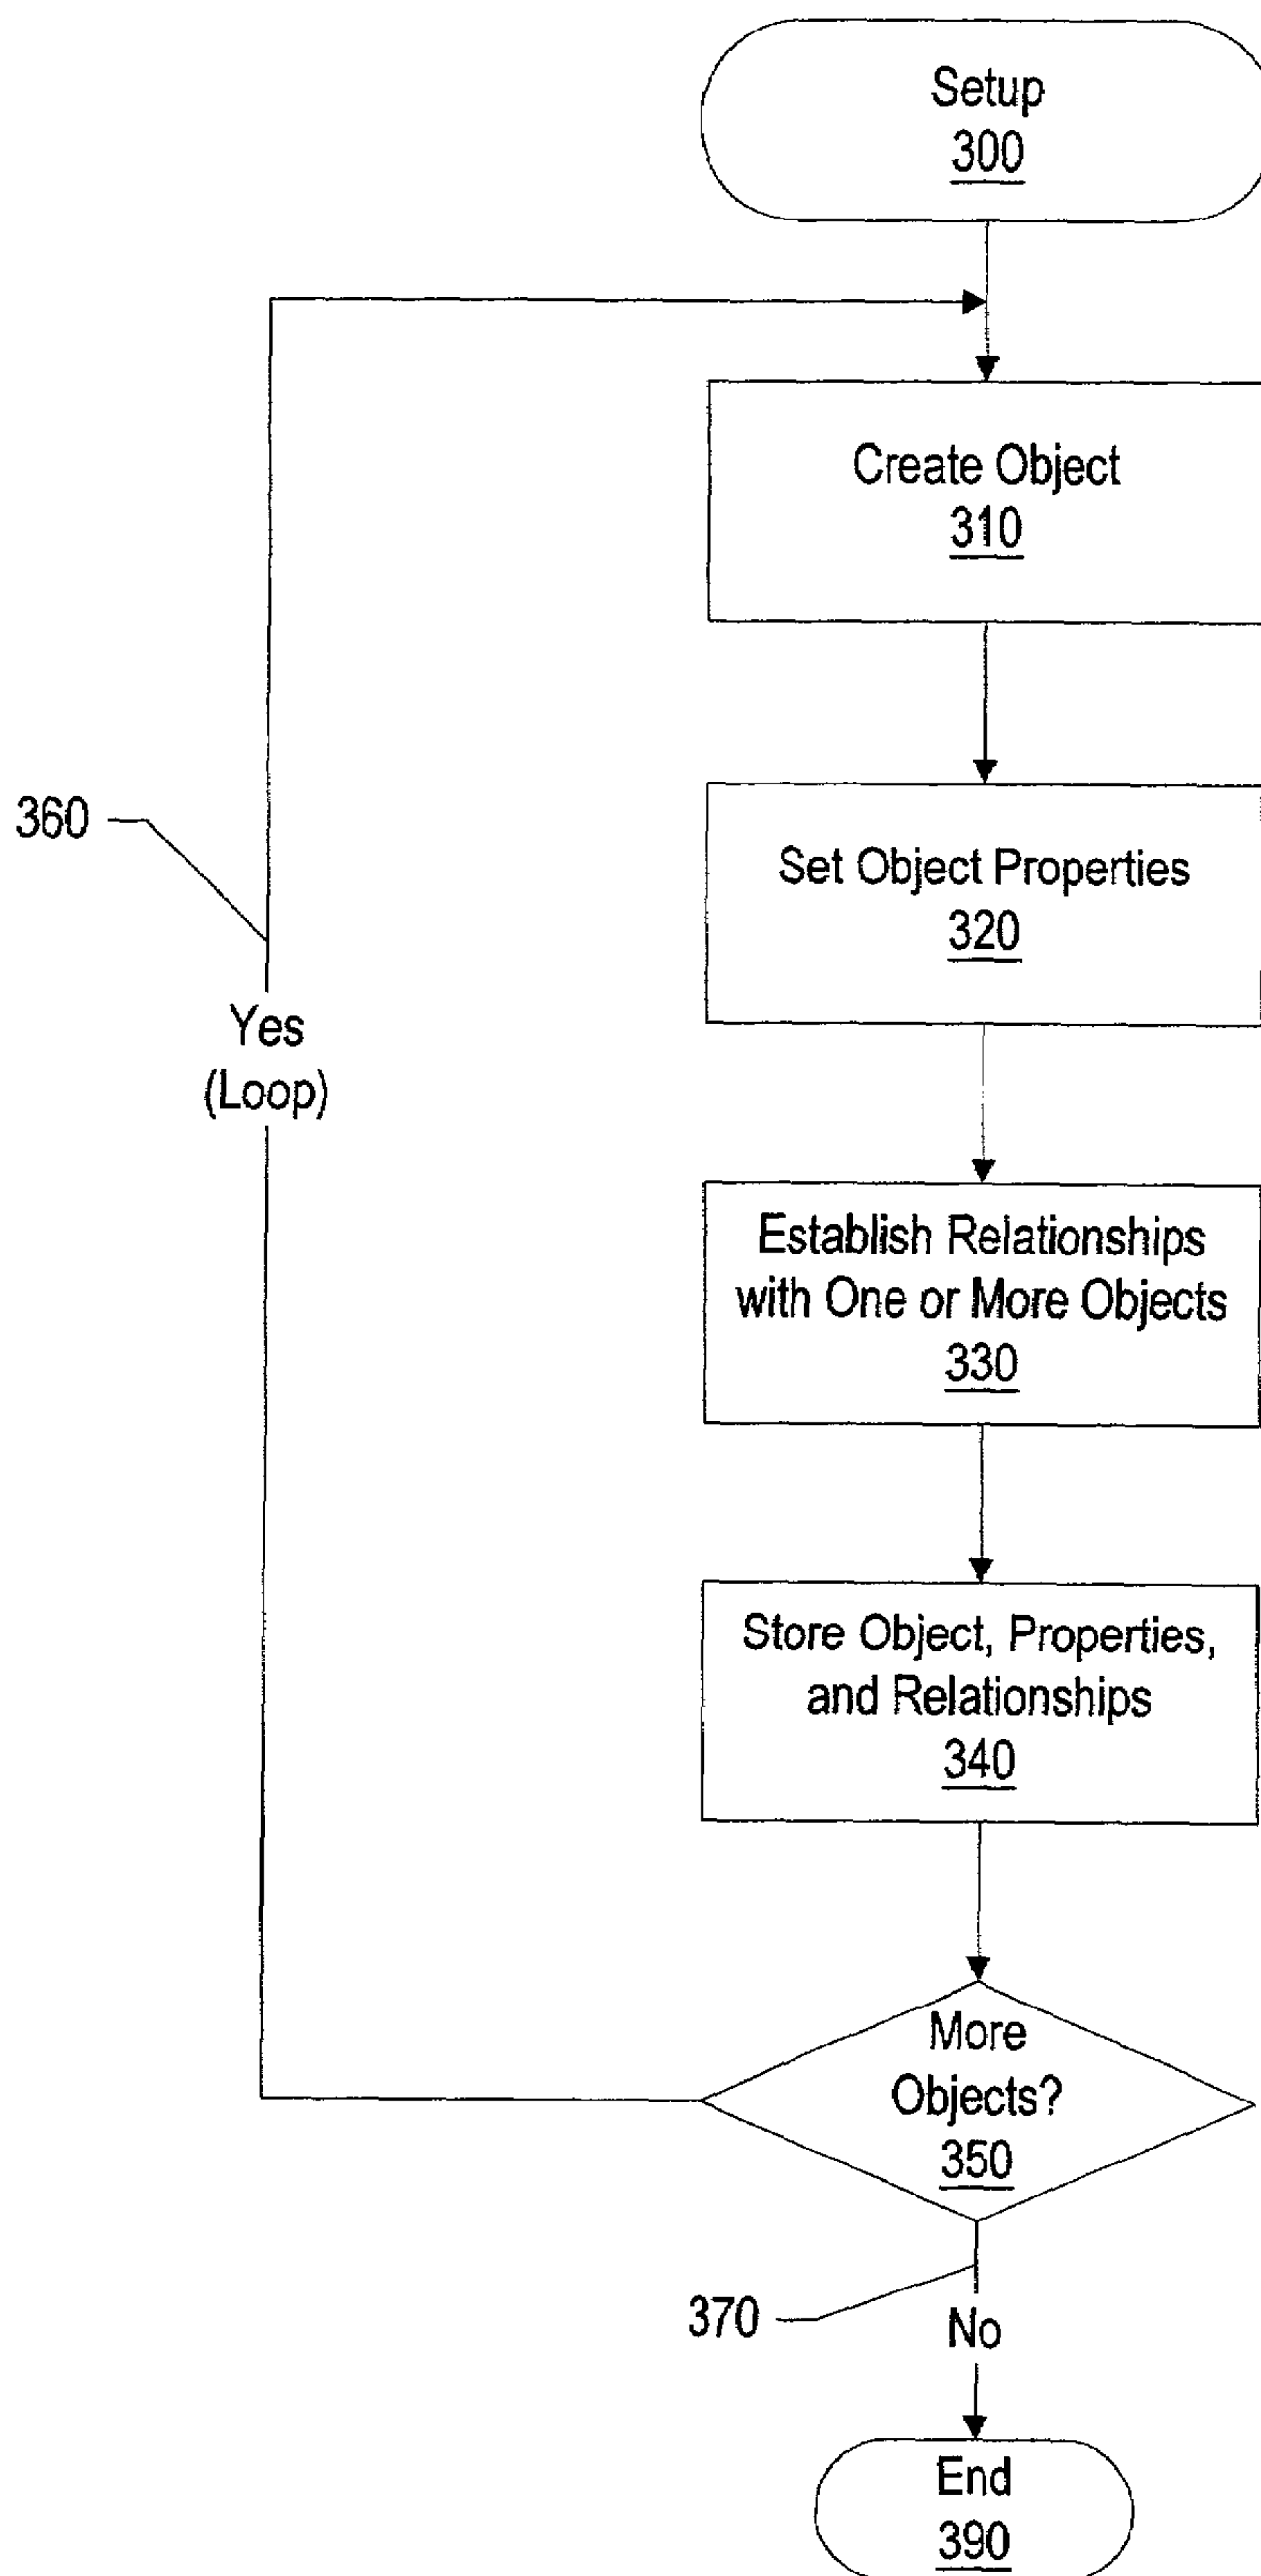 Setup
300
Create Object
310
Set Object Properties
320
360
Yes
(Loop)
Establish Relationships
with One or More Objects
330
Store Object, Properties,
and Relationships
340
More
Objects?
350
370
No
End
390